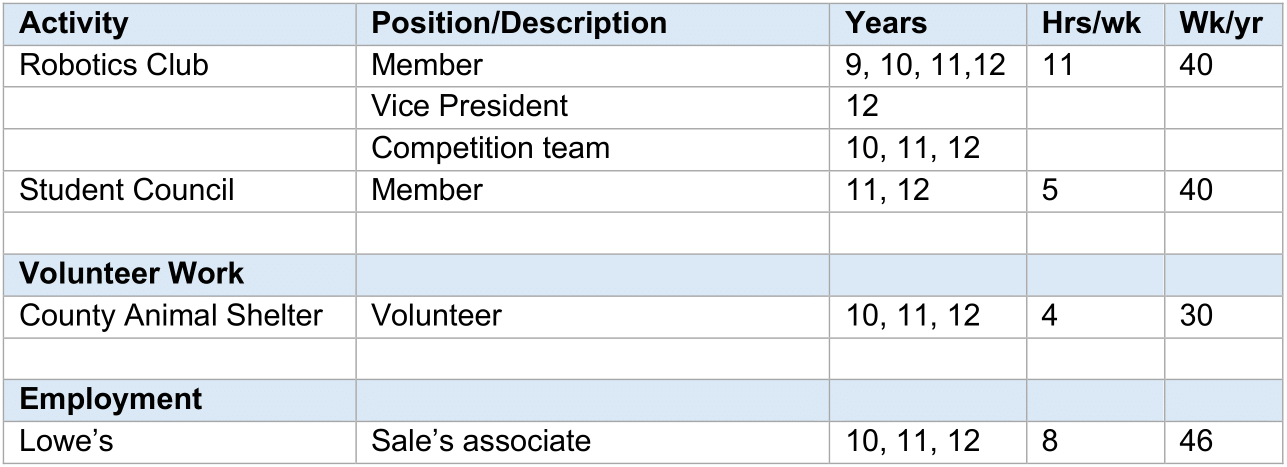 Activity Position/Description Years Hrs/wk Wk/yr
Robotics Club Member 9, 10, 11,12 11 40
Vice President 12
Competition team 10, 11, 12
Student Council Member 11, 12 5 40
Volunteer Work
County Animal Shelter Volunteer 10, 11, 12 4 30
Employment
Lowe’s Sale’s associate 10, 11, 12 8 46